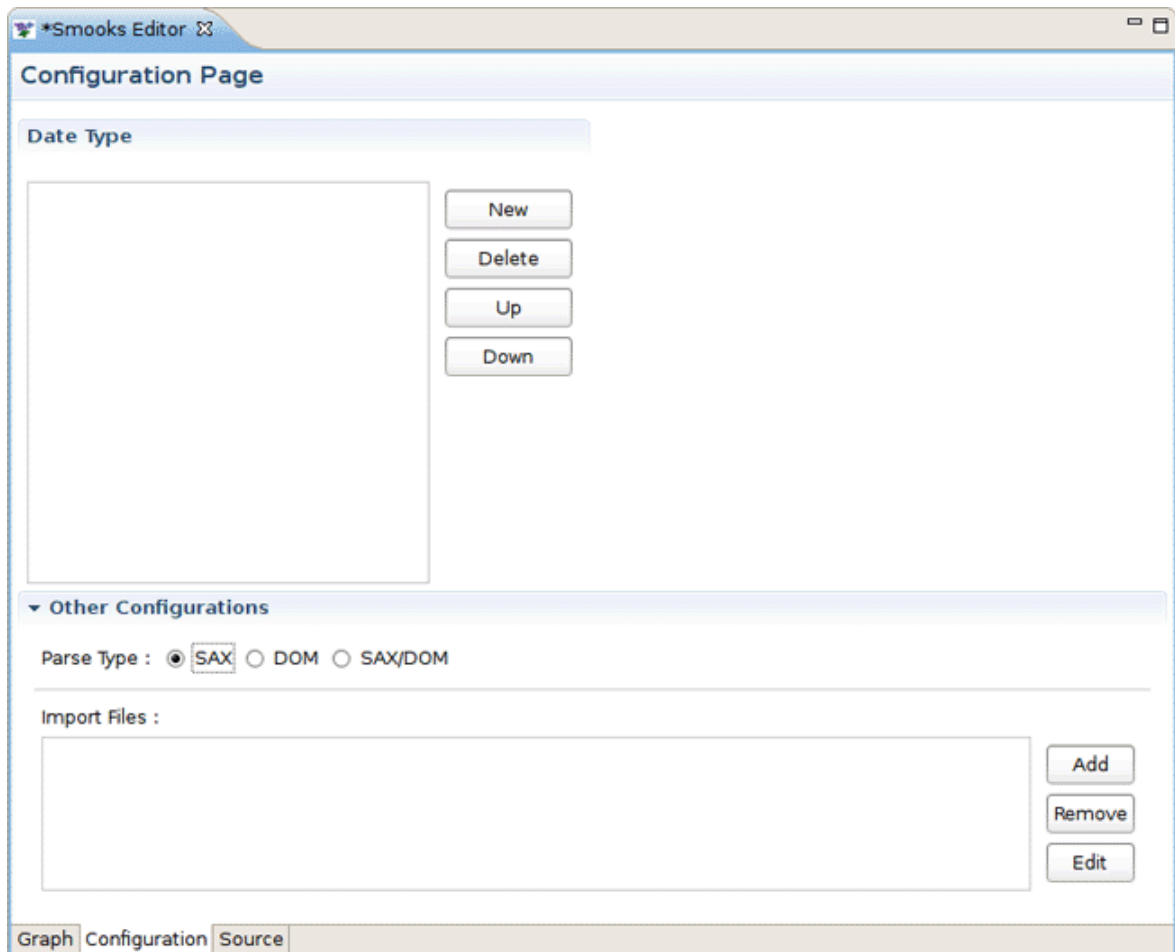 *Smooks Editor
Configuration Page
Date Type
New
Delete
Up
Down
Other Configurations
Parse Type : SAX DOM SAX/DOM
Import Files :
Add
Remove
Edit
Graph Configuration Source